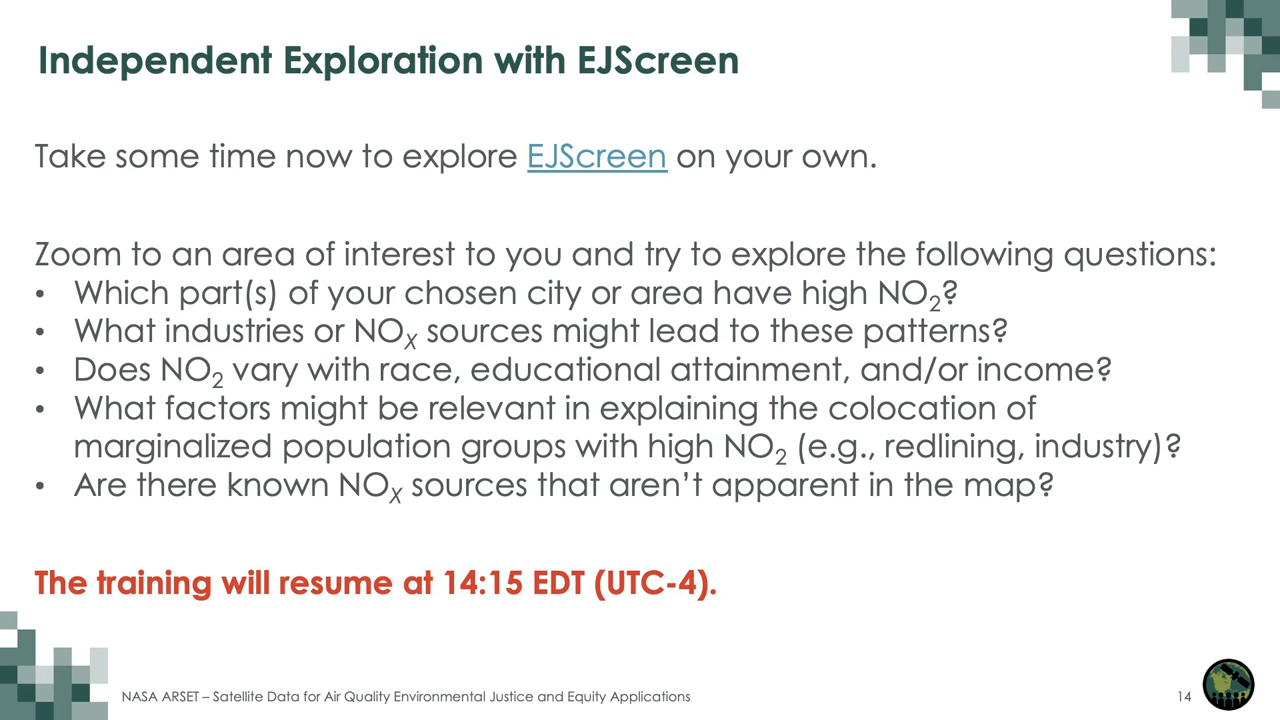 Independent Exploration with EJScreen
Take some time now to explore EJScreen on your own.
Zoom to an area of interest to you and try to explore the following questions:
• Which part(s) of your chosen city or area have high NO₂?
• What industries or NOX sources might lead to these patterns?
• Does NO₂ vary with race, educational attainment, and/or income?
• What factors might be relevant in explaining the colocation of
marginalized population groups with high NO₂ (e.g., redlining, industry)?
• Are there known NOX sources that aren’t apparent in the map?
The training will resume at 14:15 EDT (UTC-4).
NASA ARSET – Satellite Data for Air Quality Environmental Justice and Equity Applications
14